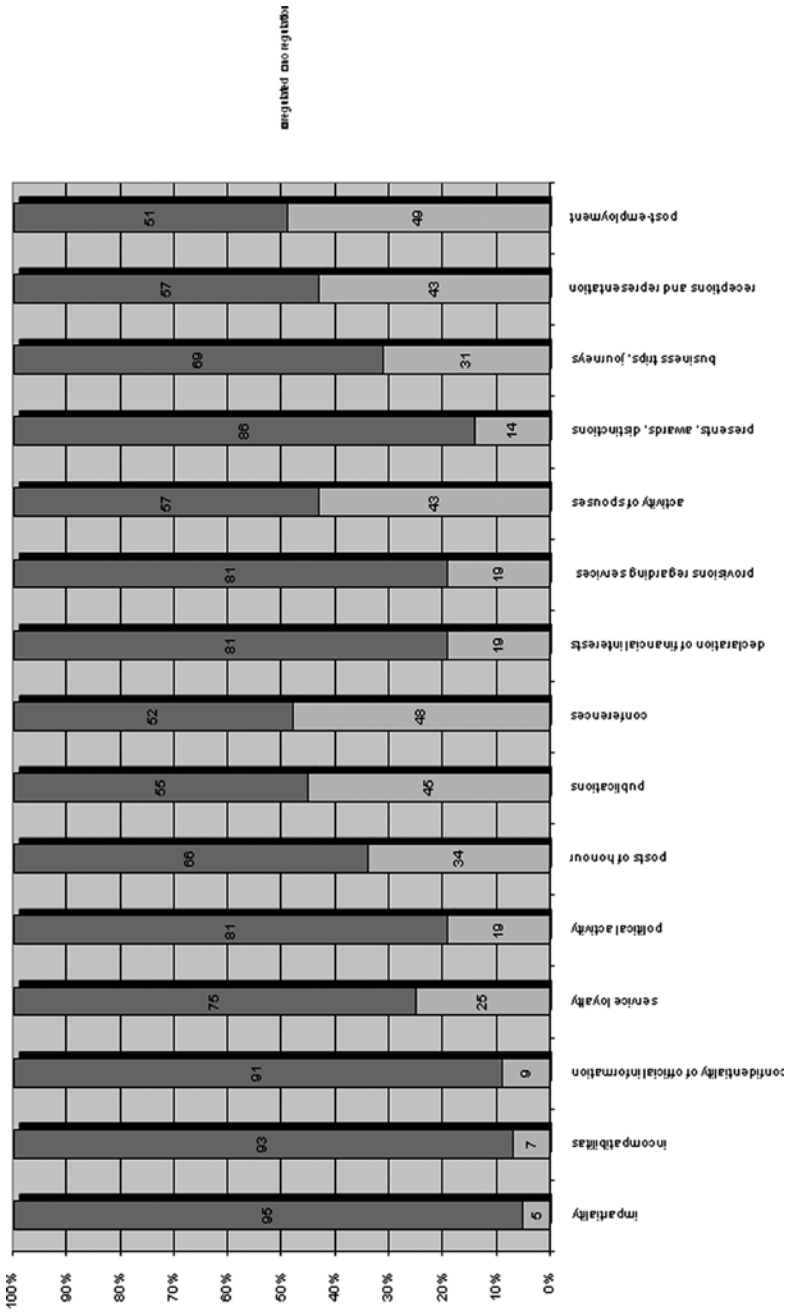 100%
90%
80%
70%
60%
50%
40%
30%
20%
10%
0%
95
93
91
75
81
66
55
52
81
81
57
86
69
57
51
5
7
9
25
19
34
45
48
19
19
43
14
31
43
49
impartiality
incompatibilitas
confidentiality of official information
service loyalty
political activity
posts of honour
publications
conferences
declaration of financial interests
provisions regarding services
activity of spouses
presents, awards, distinctions
business trips, journeys
receptions and representation
post-employment
regulated no regulation